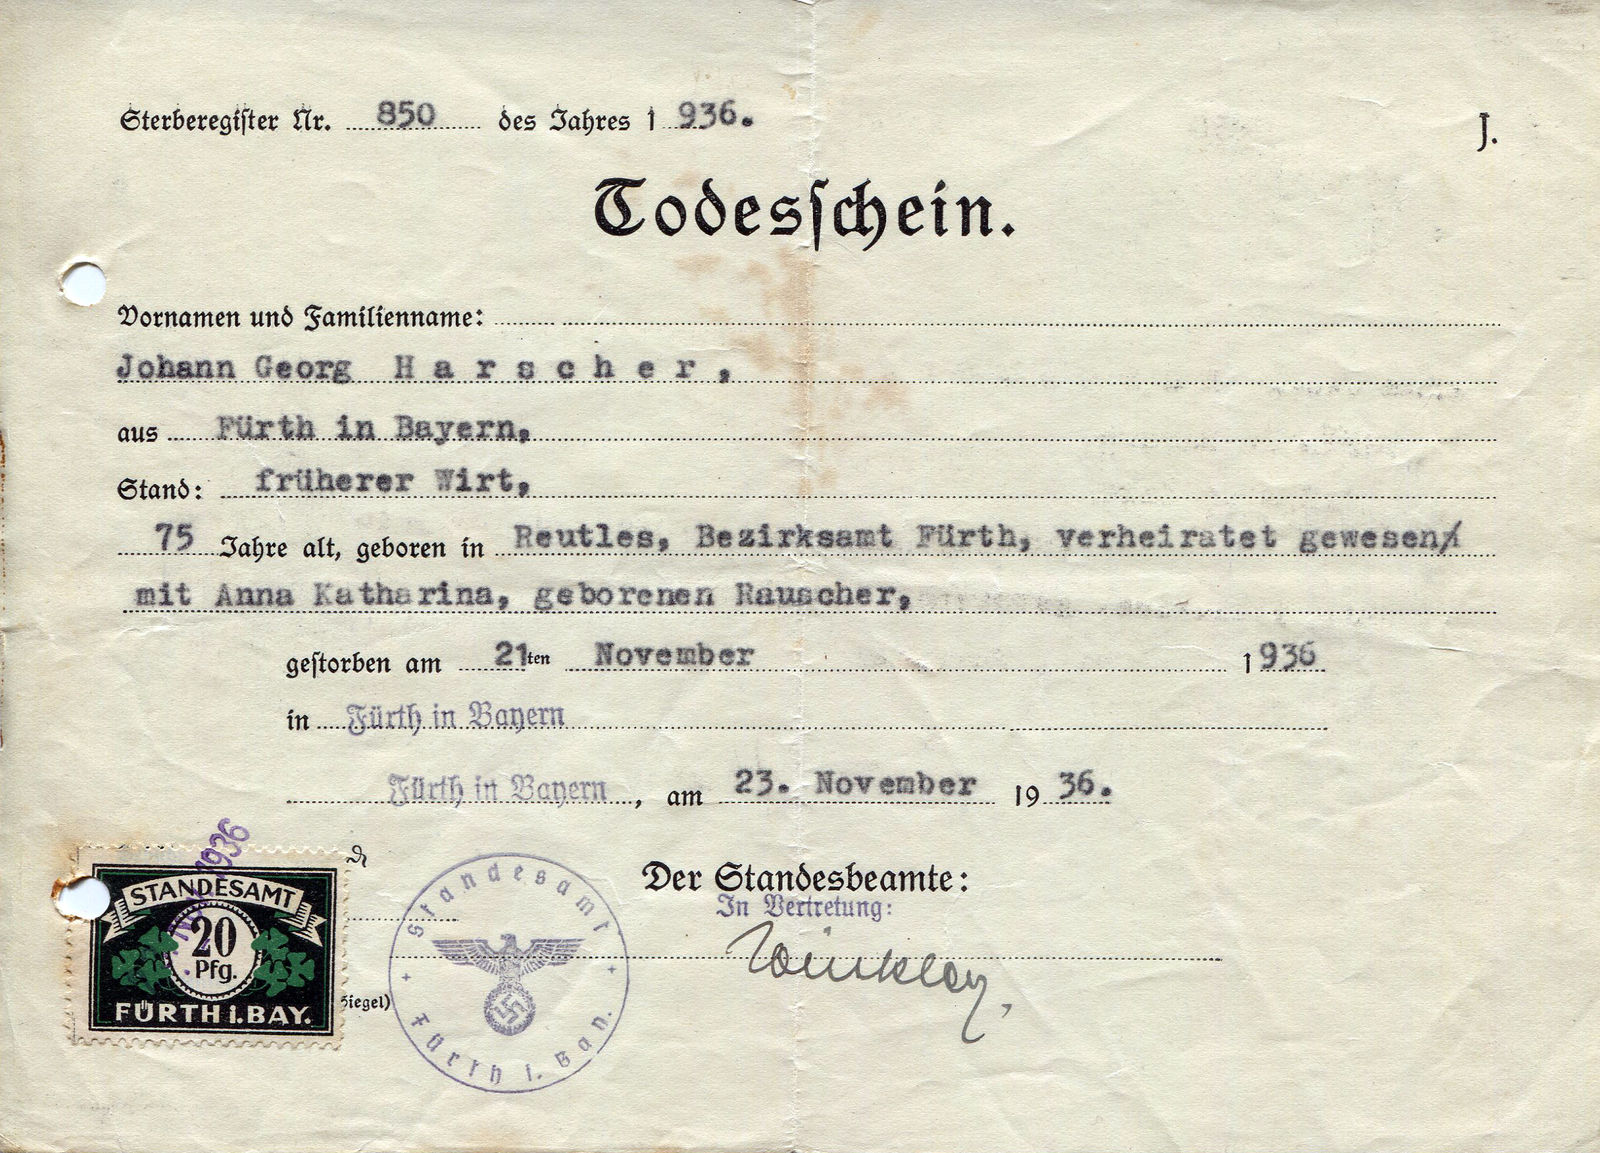 Sterberegister Nr. 850 des Jahres 1936.
J.
Todesschein.
Vornamen und Familienname:
Johann Georg Harscher,
aus Fürth in Bayern,
Stand: früherer Wirt,
75 Jahre alt, geboren in Reutles, Bezirksamt Fürth, verheiratet gewesen/
mit Anna Katharina, geborenen Rauscher,
gestorben am 21ten November 1936
in Fürth in Bayern
Fürth in Bayern, am 23. November 1936.
Der Standesbeamte:
In Vertretung:
STANDESAMT
20
Pfg.
FÜRTH i. BAY.
1936
Siegel)
Standesamt
Fürth i. Bay.